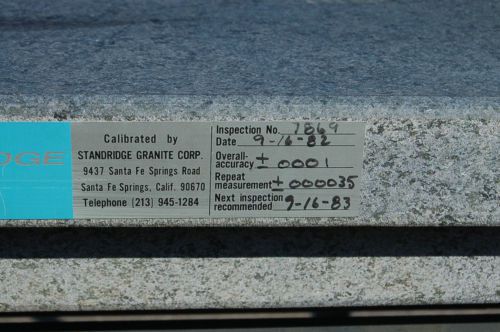 DGE
Calibrated by
STANDRIDGE GRANITE CORP.
9437 Santa Fe Springs Road
Santa Fe Springs, Calif. 90670
Telephone (213) 945-1284
Inspection No. 7869
Date 9-16-82
Overall-
accuracy ± 0001
Repeat
measurement ± 000035
Next inspection
recommended 9-16-83